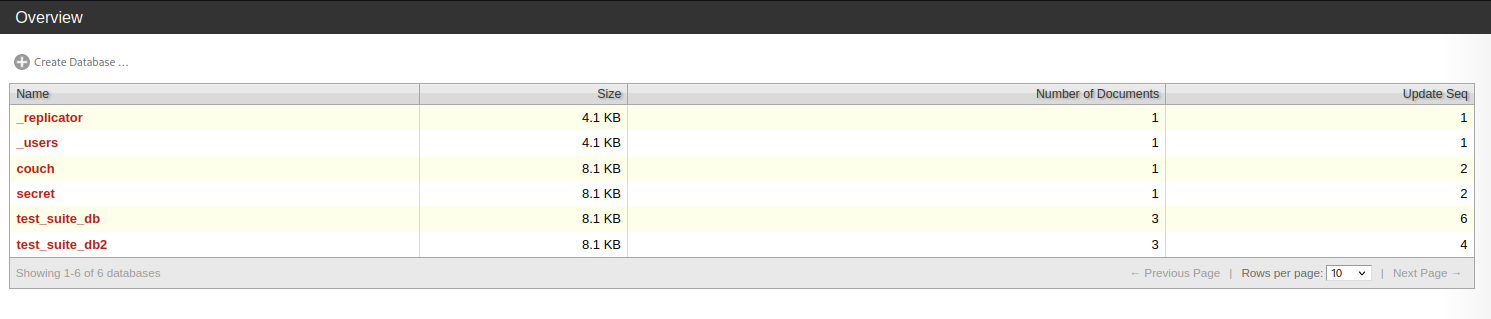 Overview
Create Database ...
Name Size Number of Documents Update Seq
_replicator 4.1 KB 1 1
_users 4.1 KB 1 1
couch 8.1 KB 1 2
secret 8.1 KB 1 2
test_suite_db 8.1 KB 3 6
test_suite_db2 8.1 KB 3 4
Showing 1-6 of 6 databases ← Previous Page | Rows per page: 10 | Next Page →